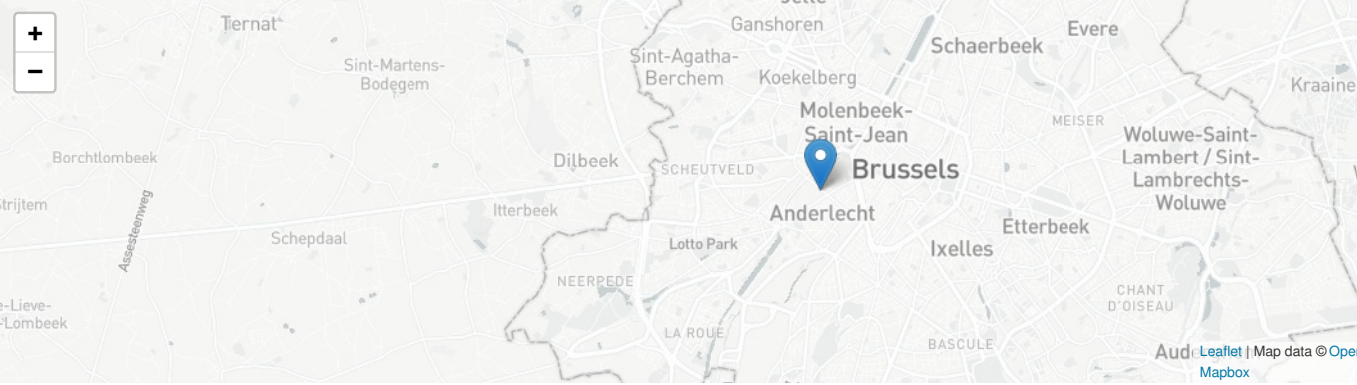 Jette
Ternat
Ganshoren
Evere
+
Schaerbeek
Sint-Agatha-
Berchem
Sint-Martens-
Bodegem
−
Koekelberg
Kraaine
Molenbeek-
Saint-Jean
MEISER
Woluwe-Saint-
Lambert / Sint-
Lambrechts-
Woluwe
Borchtlombeek
Dilbeek
SCHEUTVELD
Brussels
Strijtem
Assesteenweg
Itterbeek
Anderlecht
Etterbeek
Schepdaal
Lotto Park
Ixelles
NEERPEDE
CHANT
D'OISEAU
e-Lieve-
-Lombeek
LA ROUE
BASCULE
Leaflet | Map data © Oper
Mapbox